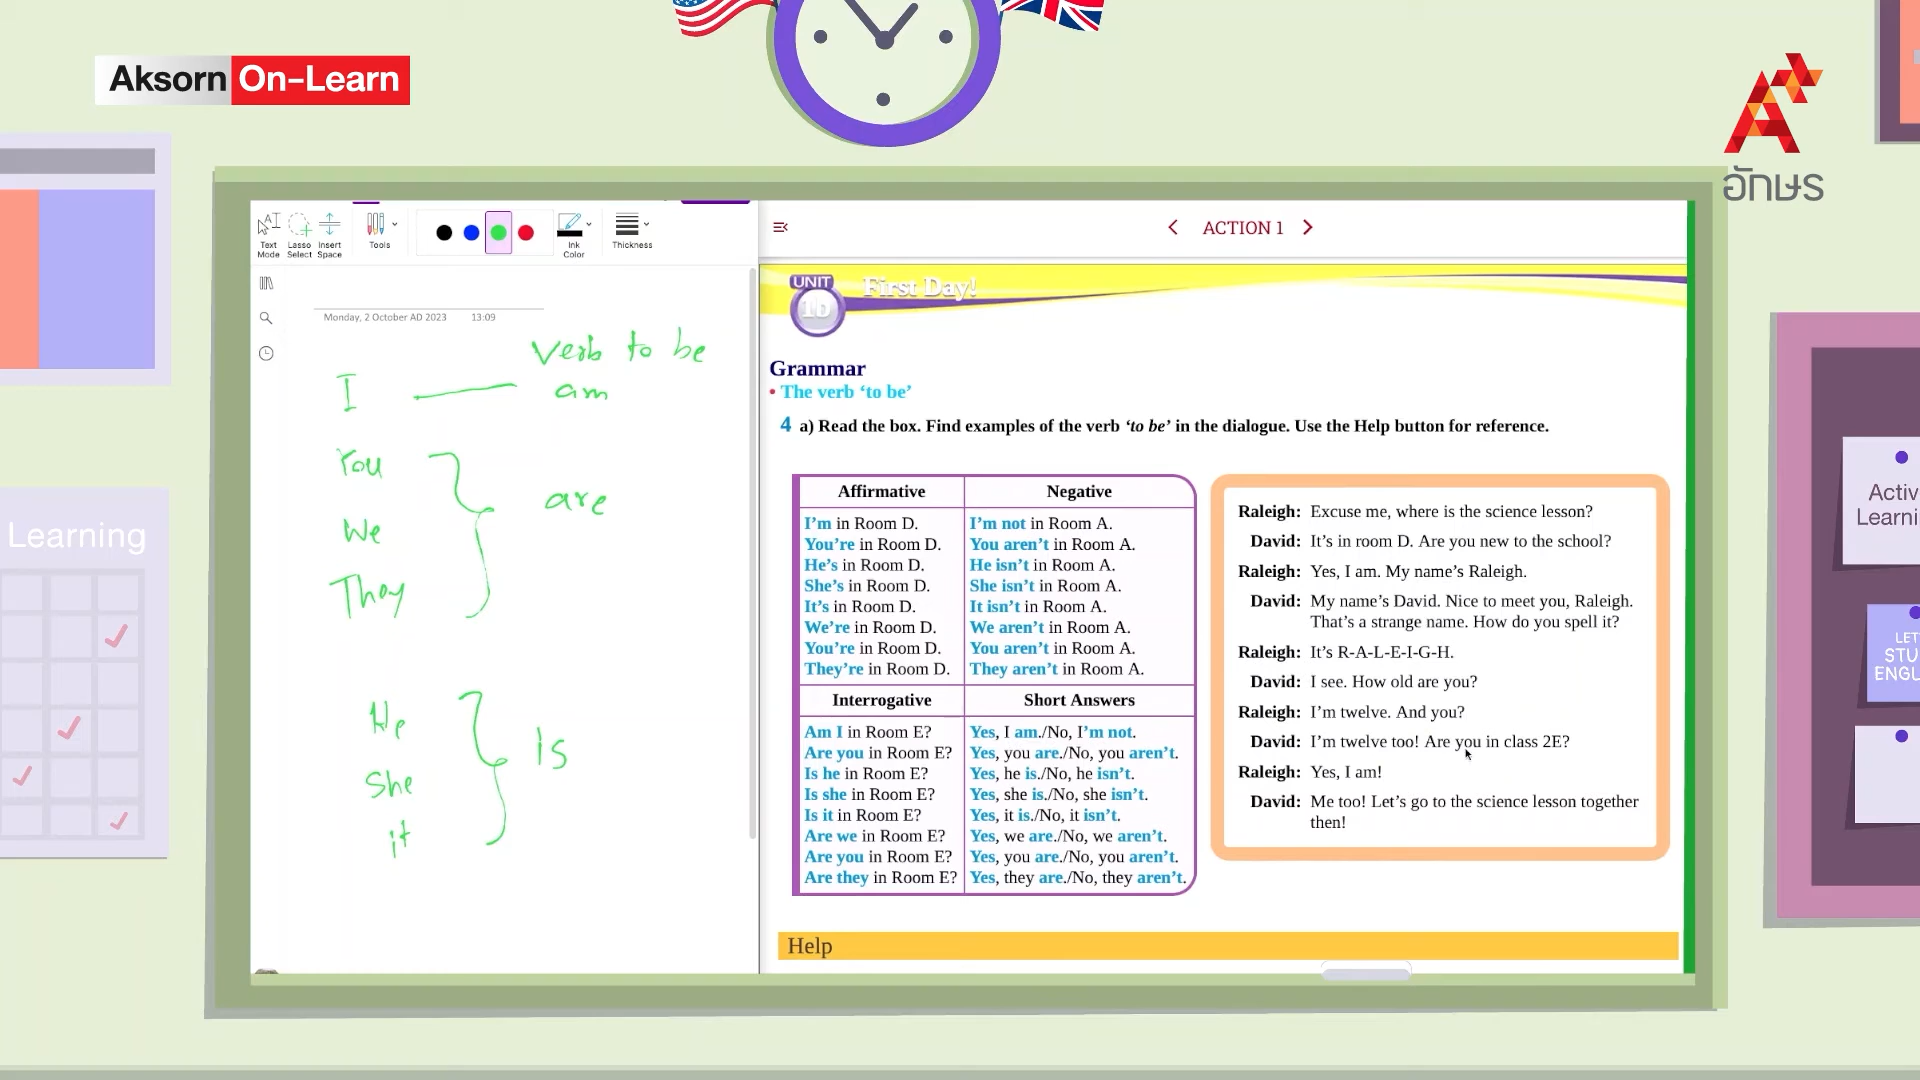 Aksorn On-Learn
อักษร
Learning
Activ
Learni
LET
STU
ENGL
Text Mode
Lasso Select
Insert Space
Tools
Ink Color
Thickness
Monday, 2 October AD 2023 13:09
Verb to be
I am
You
We
They
are
He
She
it
is
ACTION 1
UNIT
1b
First Day!
Grammar
• The verb ‘to be’
4 a) Read the box. Find examples of the verb ‘to be’ in the dialogue. Use the Help button for reference.
Affirmative Negative
I’m in Room D. I’m not in Room A.
You’re in Room D. You aren’t in Room A.
He’s in Room D. He isn’t in Room A.
She’s in Room D. She isn’t in Room A.
It’s in Room D. It isn’t in Room A.
We’re in Room D. We aren’t in Room A.
You’re in Room D. You aren’t in Room A.
They’re in Room D. They aren’t in Room A.
Interrogative Short Answers
Am I in Room E? Yes, I am./No, I’m not.
Are you in Room E? Yes, you are./No, you aren’t.
Is he in Room E? Yes, he is./No, he isn’t.
Is she in Room E? Yes, she is./No, she isn’t.
Is it in Room E? Yes, it is./No, it isn’t.
Are we in Room E? Yes, we are./No, we aren’t.
Are you in Room E? Yes, you are./No, you aren’t.
Are they in Room E? Yes, they are./No, they aren’t.
Raleigh: Excuse me, where is the science lesson?
David: It’s in room D. Are you new to the school?
Raleigh: Yes, I am. My name’s Raleigh.
David: My name’s David. Nice to meet you, Raleigh.
That’s a strange name. How do you spell it?
Raleigh: It’s R-A-L-E-I-G-H.
David: I see. How old are you?
Raleigh: I’m twelve. And you?
David: I’m twelve too! Are you in class 2E?
Raleigh: Yes, I am!
David: Me too! Let’s go to the science lesson together
then!
Help